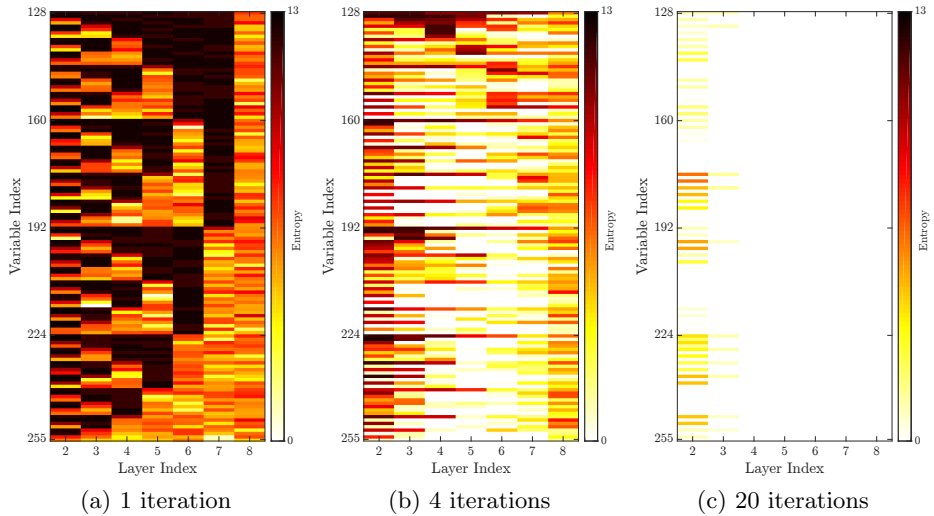 128
160
192
224
255
Variable Index
2 3 4 5 6 7 8
Layer Index
13
Entropy
0
(a) 1 iteration
128
160
192
224
255
Variable Index
2 3 4 5 6 7 8
Layer Index
13
Entropy
0
(b) 4 iterations
128
160
192
224
255
Variable Index
2 3 4 5 6 7 8
Layer Index
13
Entropy
0
(c) 20 iterations